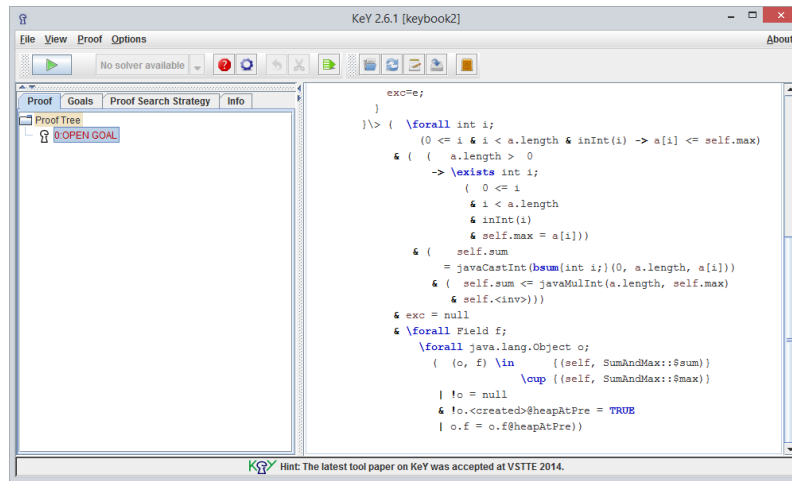 KeY 2.6.1 [keybook2]
File View Proof Options About
No solver available
Proof Goals Proof Search Strategy Info
Proof Tree
0:OPEN GOAL
exc=e;
}
}\> ( \forall int i;
(0 <= i & i < a.length & inInt(i) -> a[i] <= self.max)
& ( ( a.length > 0
-> \exists int i;
( 0 <= i
& i < a.length
& inInt(i)
& self.max = a[i]))
& ( self.sum
= javaCastInt(bsum{int i;}(0, a.length, a[i]))
& ( self.sum <= javaMulInt(a.length, self.max)
& self.<inv>)))
& exc = null
& \forall Field f;
\forall java.lang.Object o;
( (o, f) \in {(self, SumAndMax::$sum)}
\cup {(self, SumAndMax::$max)}
| !o = null
& !o.<created>@heapAtPre = TRUE
| o.f = o.f@heapAtPre))
KeY Hint: The latest tool paper on KeY was accepted at VSTTE 2014.